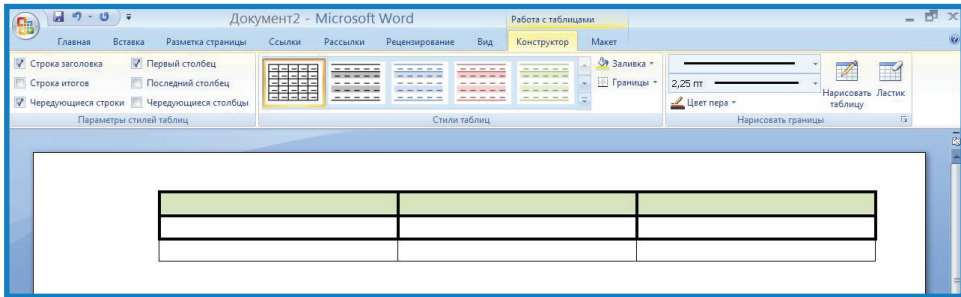 Документ2 - Microsoft Word
Работа с таблицами
Главная Вставка Разметка страницы Ссылки Рассылки Рецензирование Вид Конструктор Макет
Строка заголовка Первый столбец
Строка итогов Последний столбец
Чередующиеся строки Чередующиеся столбцы
Параметры стилей таблиц
Стили таблиц
Заливка
Границы
2,25 пт
Цвет пера
Нарисовать таблицу
Ластик
Нарисовать границы